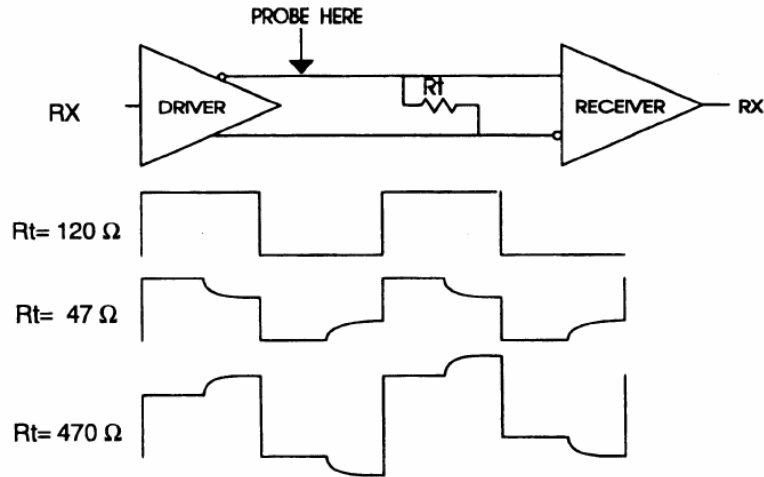 PROBE HERE
Rt
RX
DRIVER
RECEIVER
RX
Rt= 120 Ω
Rt= 47 Ω
Rt= 470 Ω